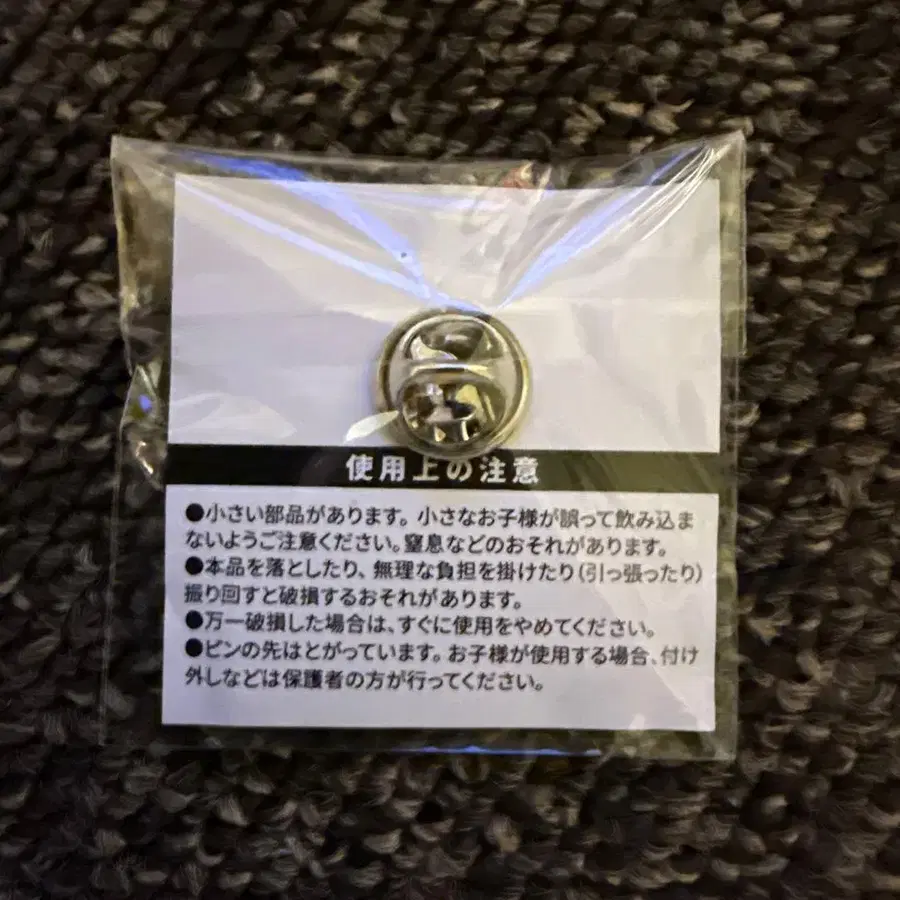 使用上の注意
●小さい部品があります。小さなお子様が誤って飲み込ま
ないようご注意ください。窒息などのおそれがあります。
●本品を落としたり、無理な負担を掛けたり(引っ張ったり)
振り回すと破損するおそれがあります。
●万一破損した場合は、すぐに使用をやめてください。
●ピンの先はとがっています。お子様が使用する場合、付け
外しなどは保護者の方が行ってください。